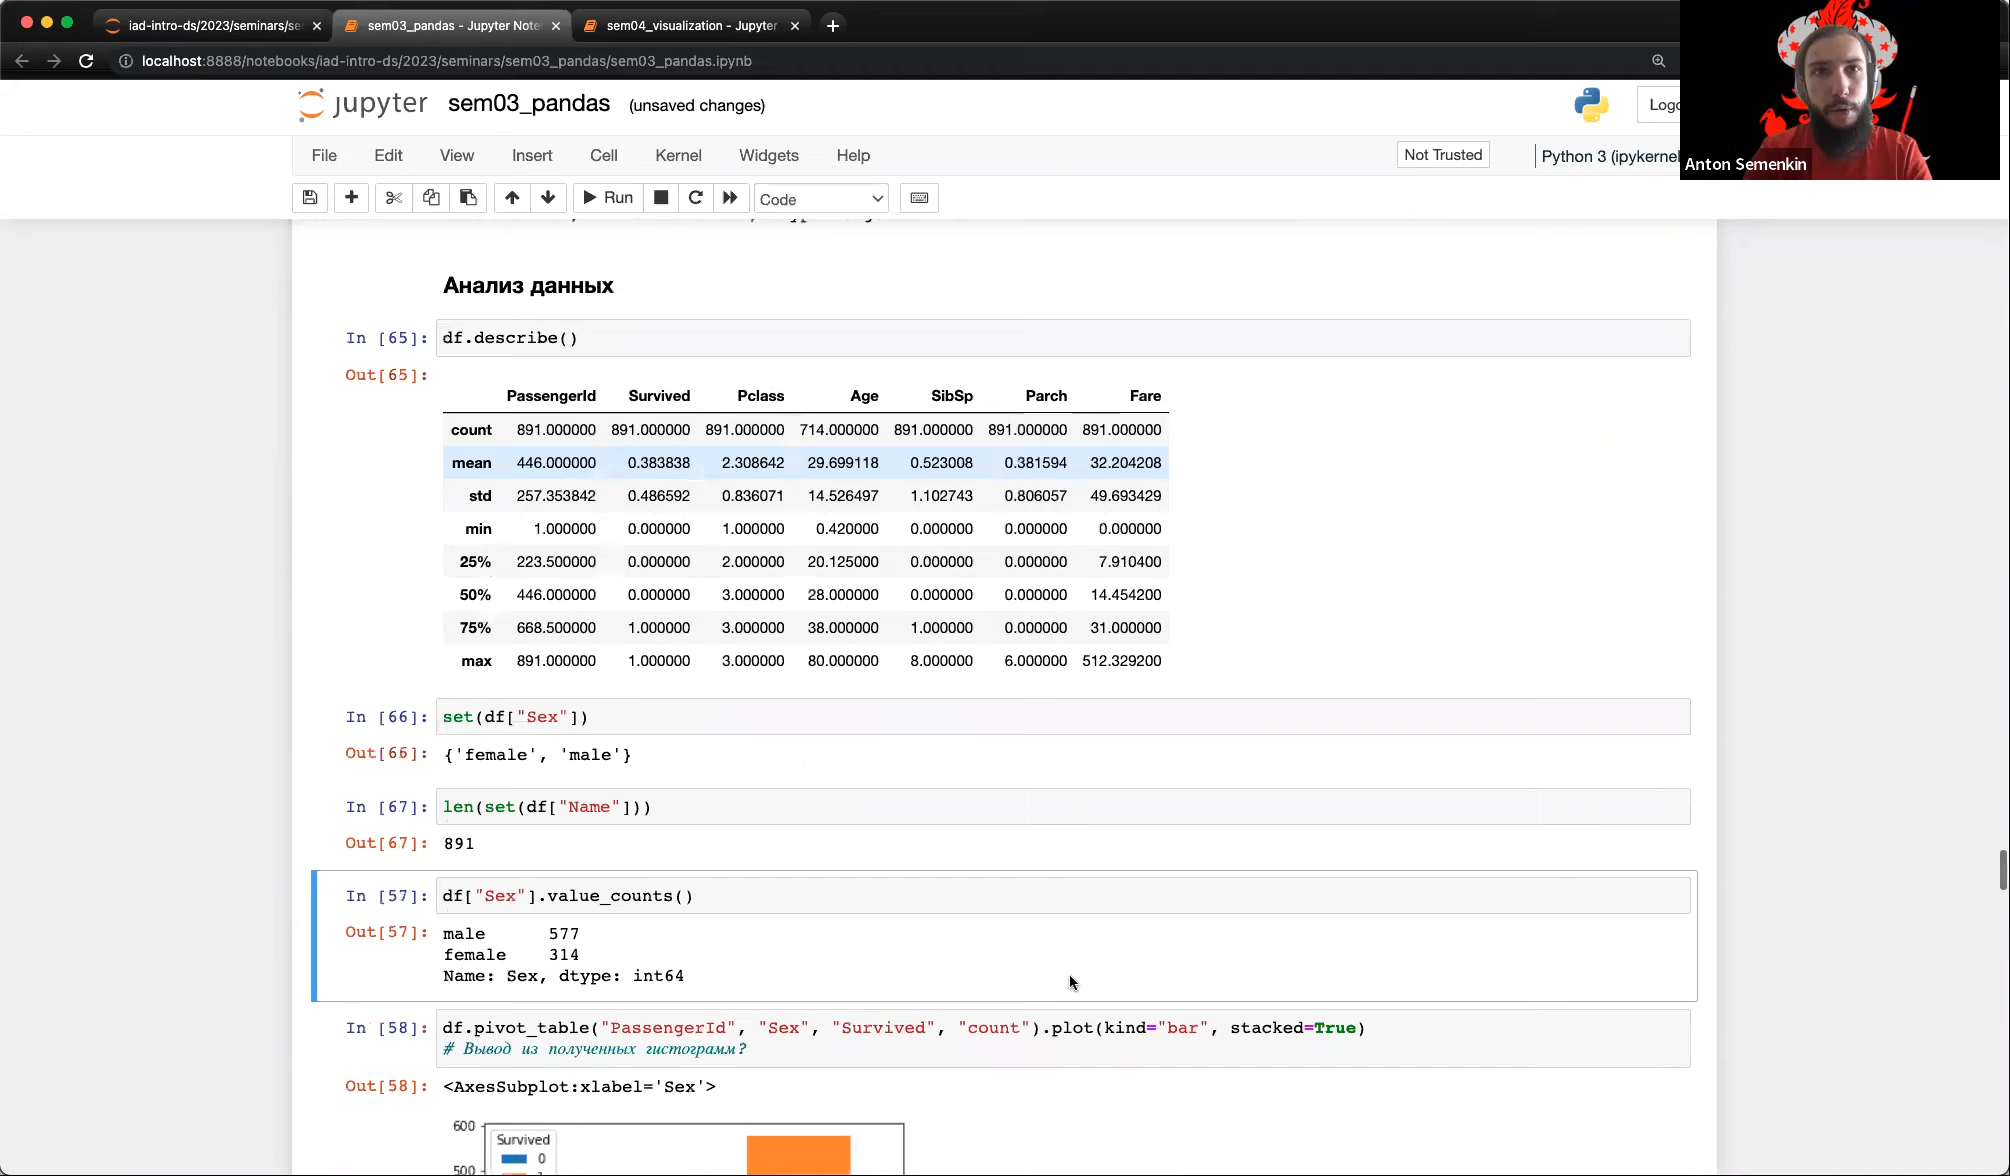 iad-intro-ds/2023/seminars/se
sem03_pandas - Jupyter Note
sem04_visualization - Jupyter
localhost:8888/notebooks/iad-intro-ds/2023/seminars/sem03_pandas/sem03_pandas.ipynb
jupyter sem03_pandas (unsaved changes)
Logo
File Edit View Insert Cell Kernel Widgets Help
Not Trusted
Python 3 (ipykernel
Anton Semenkin
Run
Code
Анализ данных
In [65]: df.describe()
Out[65]:
PassengerId Survived Pclass Age SibSp Parch Fare
count 891.000000 891.000000 891.000000 714.000000 891.000000 891.000000 891.000000
mean 446.000000 0.383838 2.308642 29.699118 0.523008 0.381594 32.204208
std 257.353842 0.486592 0.836071 14.526497 1.102743 0.806057 49.693429
min 1.000000 0.000000 1.000000 0.420000 0.000000 0.000000 0.000000
25% 223.500000 0.000000 2.000000 20.125000 0.000000 0.000000 7.910400
50% 446.000000 0.000000 3.000000 28.000000 0.000000 0.000000 14.454200
75% 668.500000 1.000000 3.000000 38.000000 1.000000 0.000000 31.000000
max 891.000000 1.000000 3.000000 80.000000 8.000000 6.000000 512.329200
In [66]: set(df["Sex"])
Out[66]: {'female', 'male'}
In [67]: len(set(df["Name"]))
Out[67]: 891
In [57]: df["Sex"].value_counts()
Out[57]: male 577
female 314
Name: Sex, dtype: int64
In [58]: df.pivot_table("PassengerId", "Sex", "Survived", "count").plot(kind="bar", stacked=True)
# Вывод из полученных гистограмм?
Out[58]: <AxesSubplot:xlabel='Sex'>
600
Survived
0
500